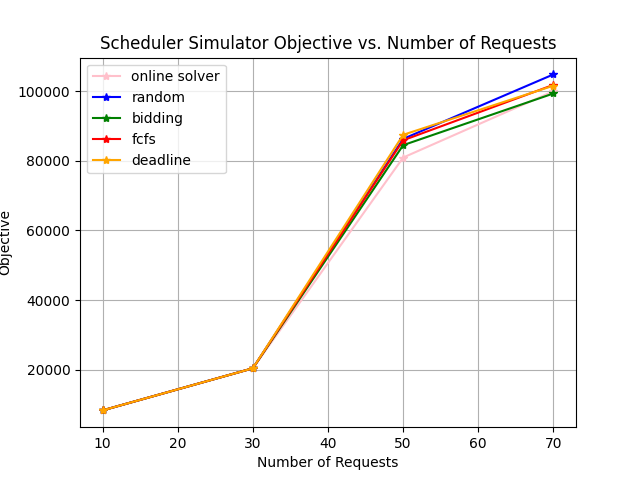 Scheduler Simulator Objective vs. Number of Requests
online solver
random
bidding
fcfs
deadline
100000
80000
60000
40000
20000
Objective
10 20 30 40 50 60 70
Number of Requests